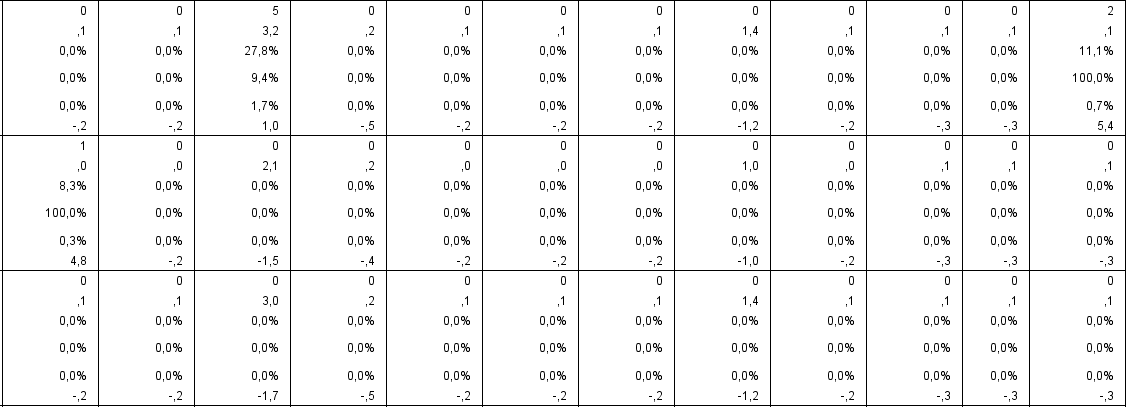 0 0 5 0 0 0 0 0 0 0 0 2
,1 ,1 3,2 ,2 ,1 ,1 ,1 1,4 ,1 ,1 ,1 ,1
0,0% 0,0% 27,8% 0,0% 0,0% 0,0% 0,0% 0,0% 0,0% 0,0% 0,0% 11,1%
0,0% 0,0% 9,4% 0,0% 0,0% 0,0% 0,0% 0,0% 0,0% 0,0% 0,0% 100,0%
0,0% 0,0% 1,7% 0,0% 0,0% 0,0% 0,0% 0,0% 0,0% 0,0% 0,0% 0,7%
-,2 -,2 1,0 -,5 -,2 -,2 -,2 -1,2 -,2 -,3 -,3 5,4
1 0 0 0 0 0 0 0 0 0 0 0
,0 ,0 2,1 ,2 ,0 ,0 ,0 1,0 ,0 ,1 ,1 ,1
8,3% 0,0% 0,0% 0,0% 0,0% 0,0% 0,0% 0,0% 0,0% 0,0% 0,0% 0,0%
100,0% 0,0% 0,0% 0,0% 0,0% 0,0% 0,0% 0,0% 0,0% 0,0% 0,0% 0,0%
0,3% 0,0% 0,0% 0,0% 0,0% 0,0% 0,0% 0,0% 0,0% 0,0% 0,0% 0,0%
4,8 -,2 -1,5 -,4 -,2 -,2 -,2 -1,0 -,2 -,3 -,3 -,3
0 0 0 0 0 0 0 0 0 0 0 0
,1 ,1 3,0 ,2 ,1 ,1 ,1 1,4 ,1 ,1 ,1 ,1
0,0% 0,0% 0,0% 0,0% 0,0% 0,0% 0,0% 0,0% 0,0% 0,0% 0,0% 0,0%
0,0% 0,0% 0,0% 0,0% 0,0% 0,0% 0,0% 0,0% 0,0% 0,0% 0,0% 0,0%
0,0% 0,0% 0,0% 0,0% 0,0% 0,0% 0,0% 0,0% 0,0% 0,0% 0,0% 0,0%
-,2 -,2 -1,7 -,5 -,2 -,2 -,2 -1,2 -,2 -,3 -,3 -,3